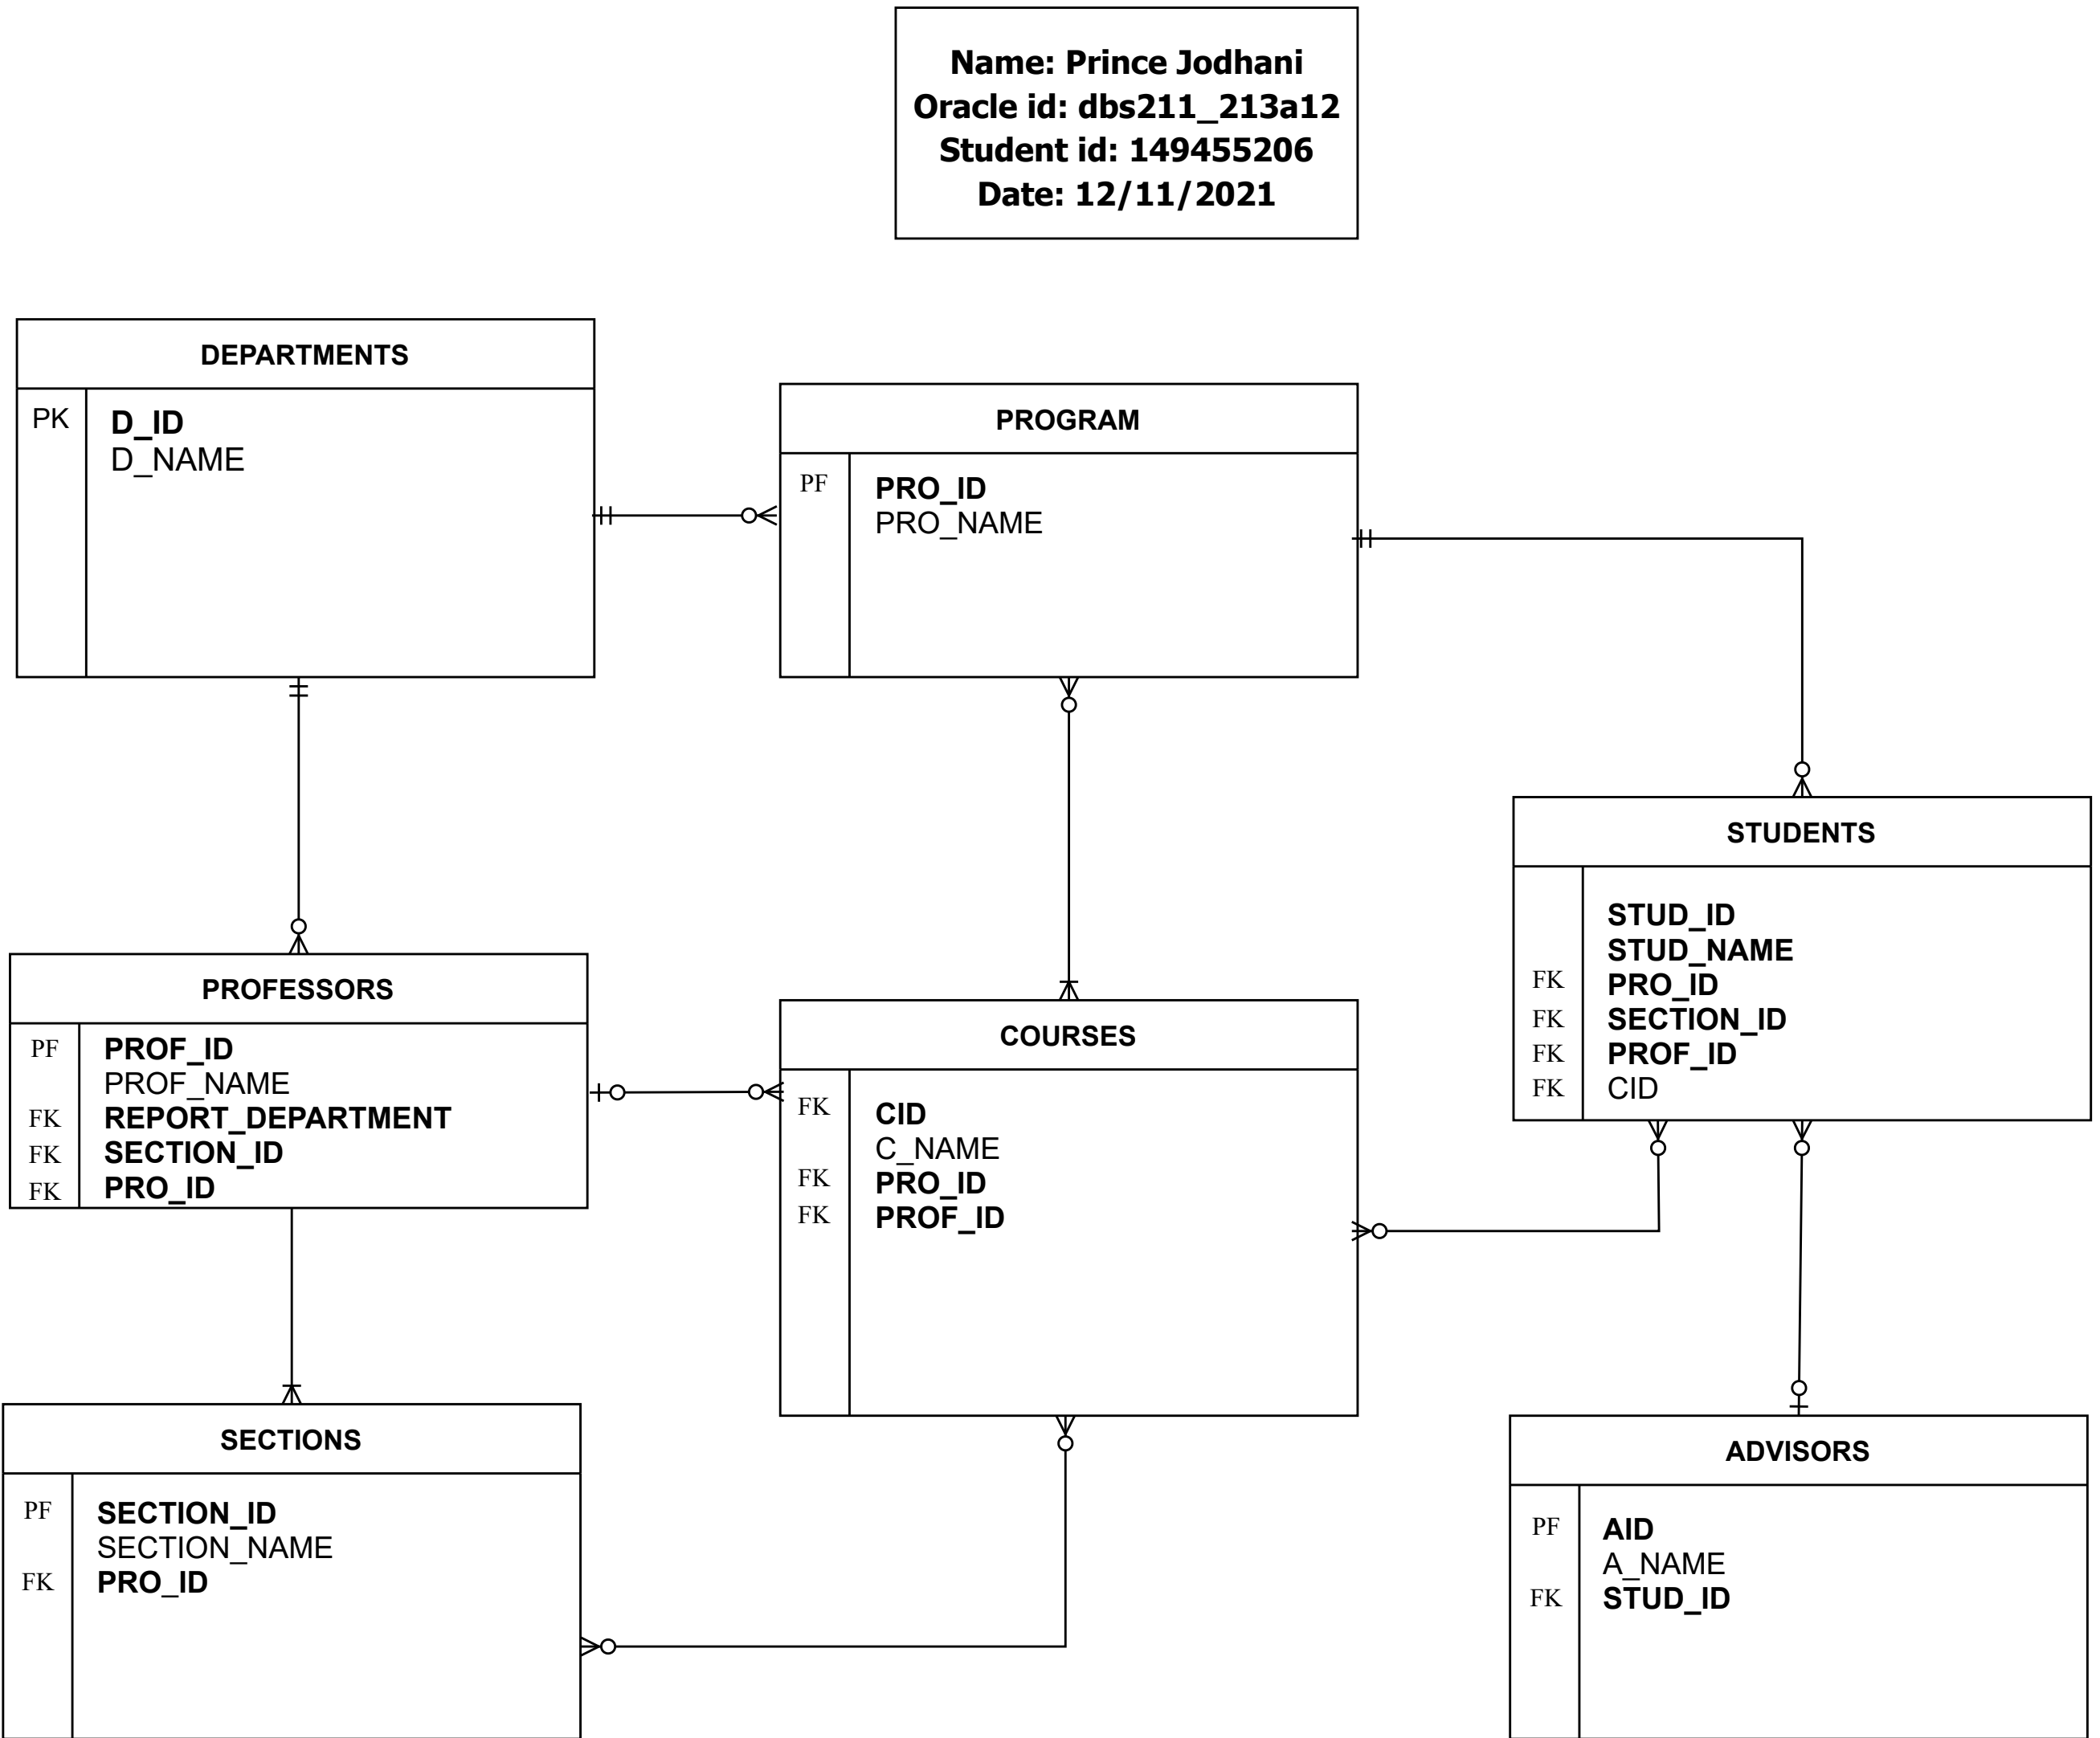 Name: Prince Jodhani
Oracle id: dbs211_213a12
Student id: 149455206
Date: 12/11/2021
DEPARTMENTS
PK D_ID
D_NAME
PROGRAM
PF PRO_ID
PRO_NAME
STUDENTS
STUD_ID
STUD_NAME
FK PRO_ID
FK SECTION_ID
FK PROF_ID
FK CID
PROFESSORS
PF PROF_ID
PROF_NAME
FK REPORT_DEPARTMENT
FK SECTION_ID
FK PRO_ID
COURSES
FK CID
C_NAME
FK PRO_ID
FK PROF_ID
SECTIONS
PF SECTION_ID
SECTION_NAME
FK PRO_ID
ADVISORS
PF AID
A_NAME
FK STUD_ID